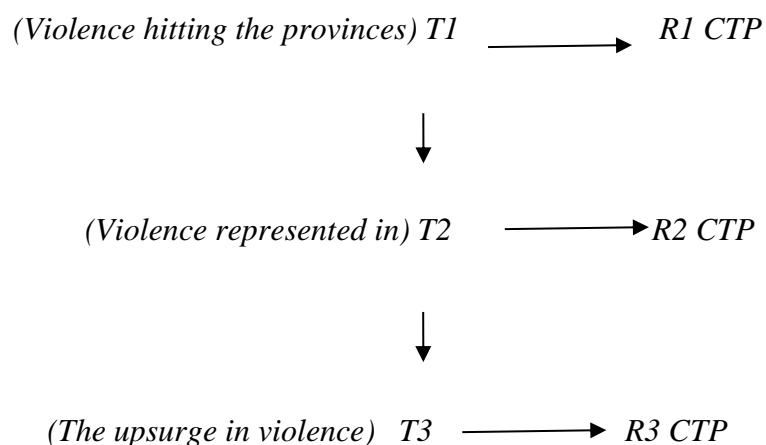 (Violence hitting the provinces) T1 R1 CTP
(Violence represented in) T2 R2 CTP
(The upsurge in violence) T3 R3 CTP